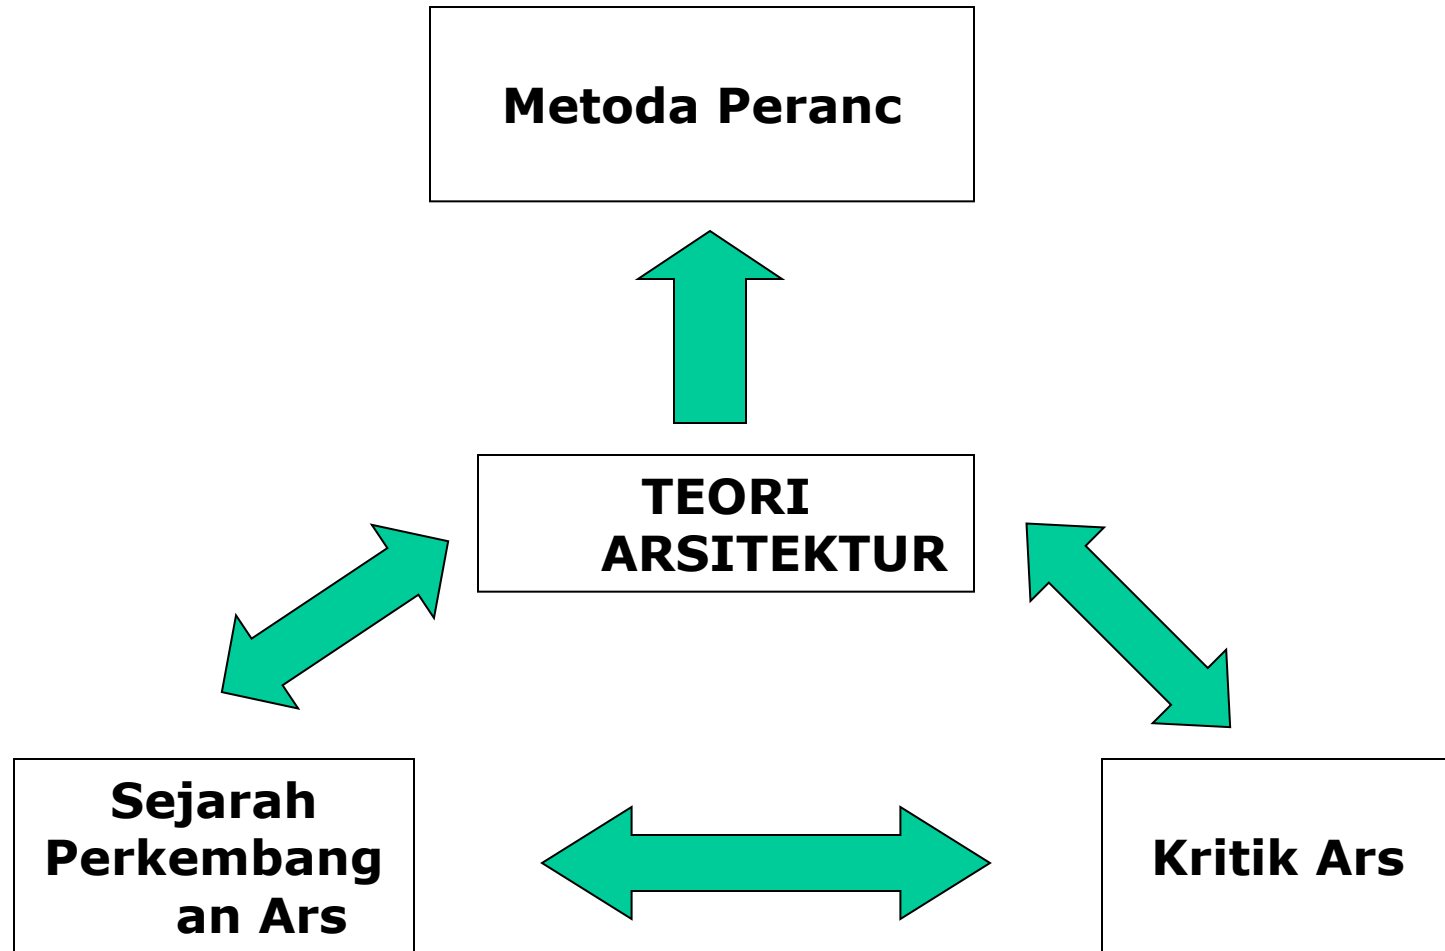 Metoda Peranc
TEORI
ARSITEKTUR
Sejarah
Perkembang
an Ars
Kritik Ars